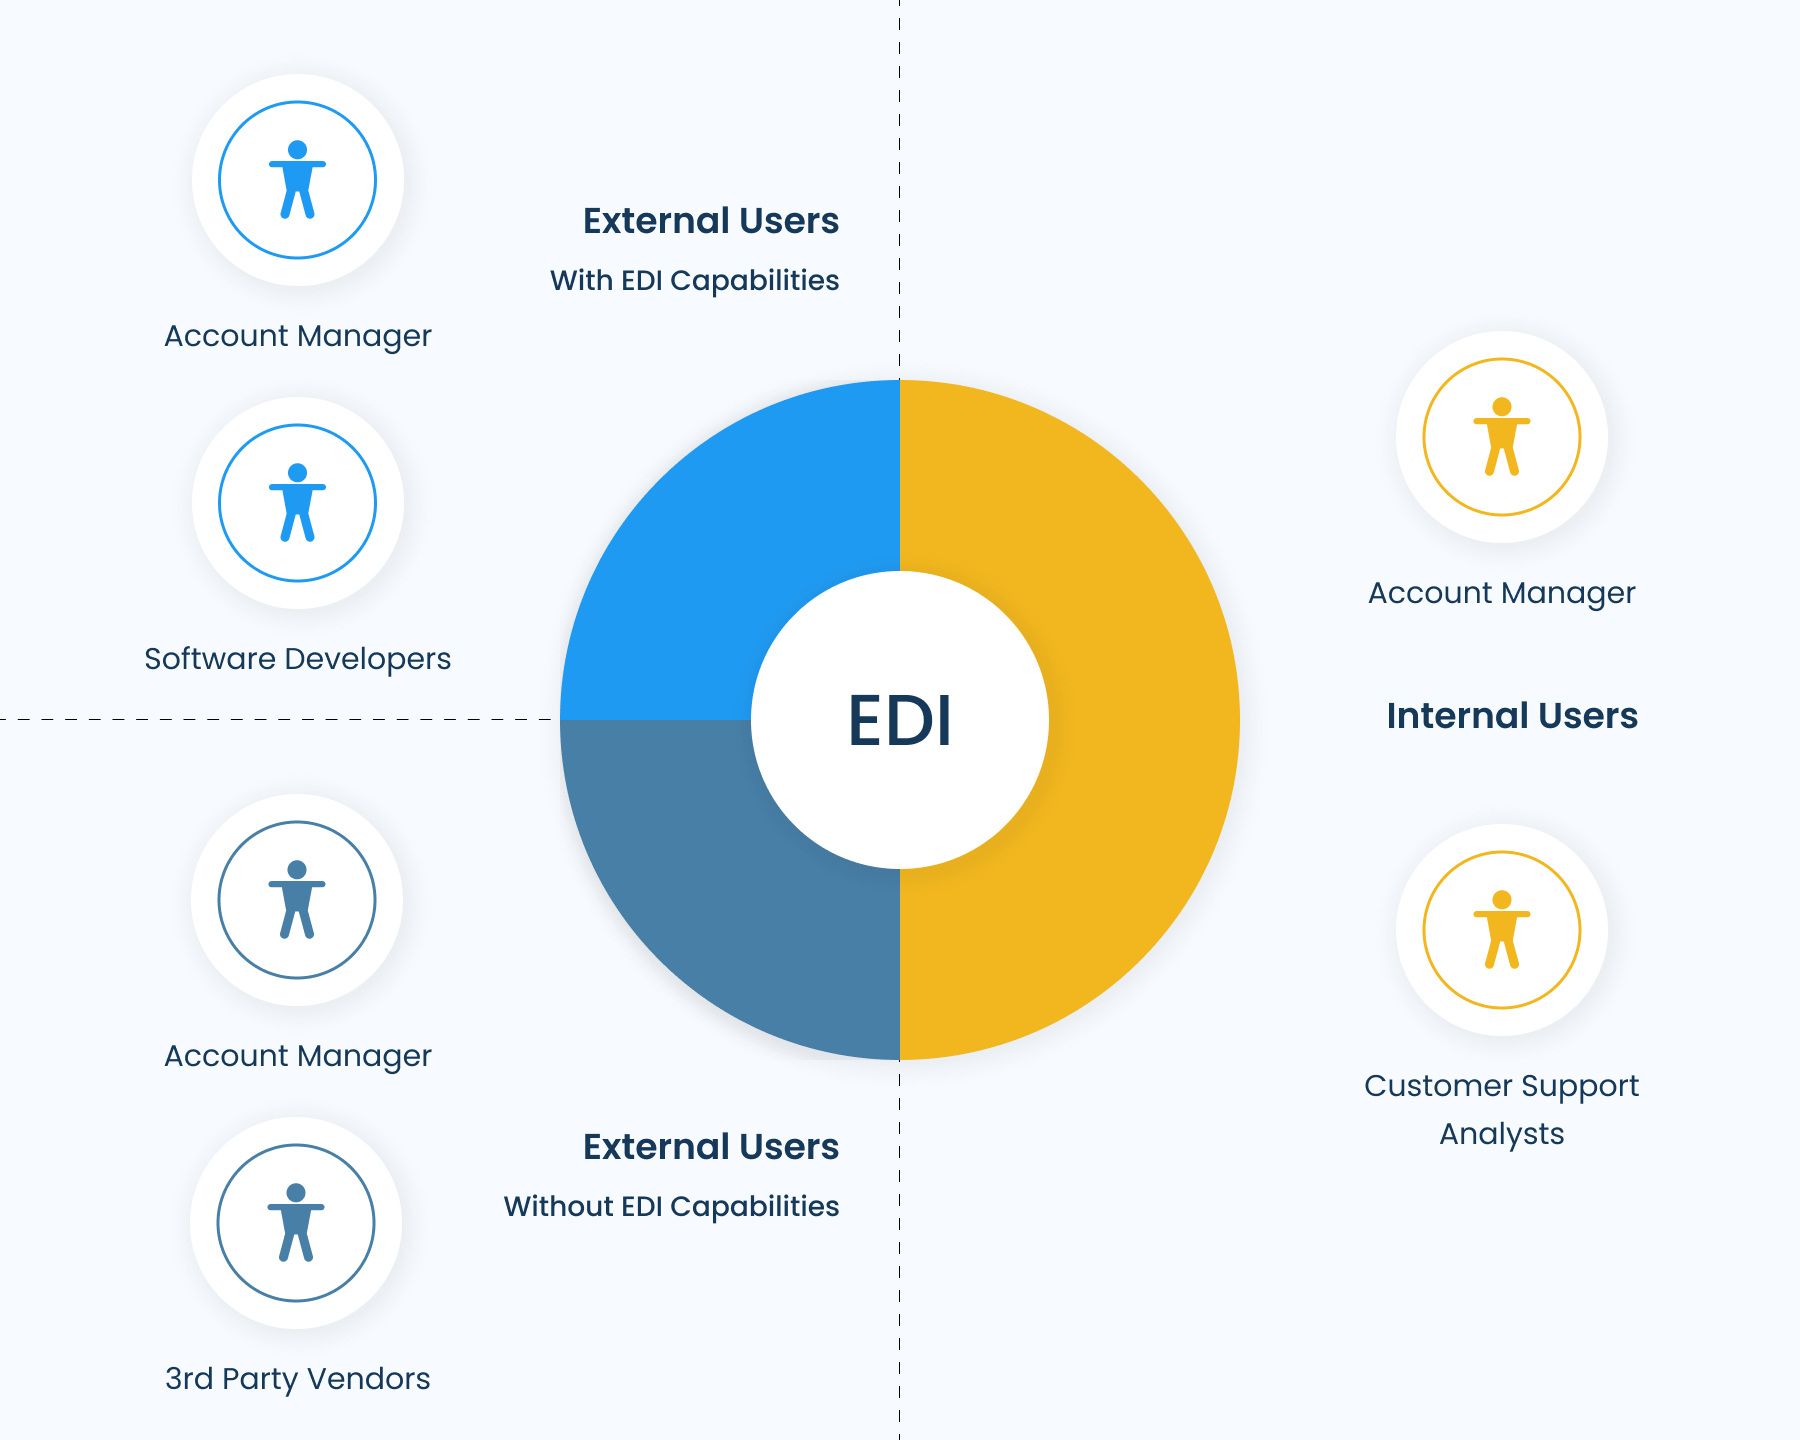 Account Manager
External Users
With EDI Capabilities
Software Developers
EDI
Account Manager
Internal Users
Customer Support
Analysts
Account Manager
External Users
Without EDI Capabilities
3rd Party Vendors